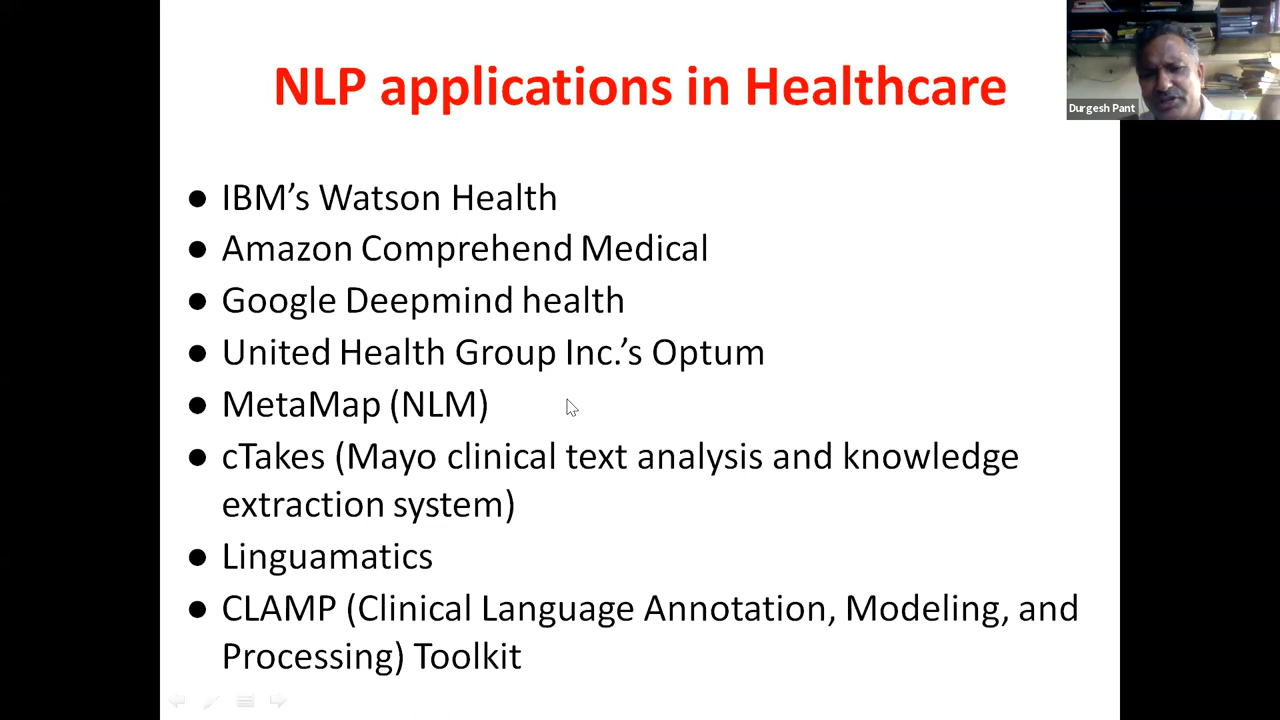 NLP applications in Healthcare
Durgesh Pant
● IBM’s Watson Health
● Amazon Comprehend Medical
● Google Deepmind health
● United Health Group Inc.’s Optum
● MetaMap (NLM)
● cTakes (Mayo clinical text analysis and knowledge
extraction system)
● Linguamatics
● CLAMP (Clinical Language Annotation, Modeling, and
Processing) Toolkit